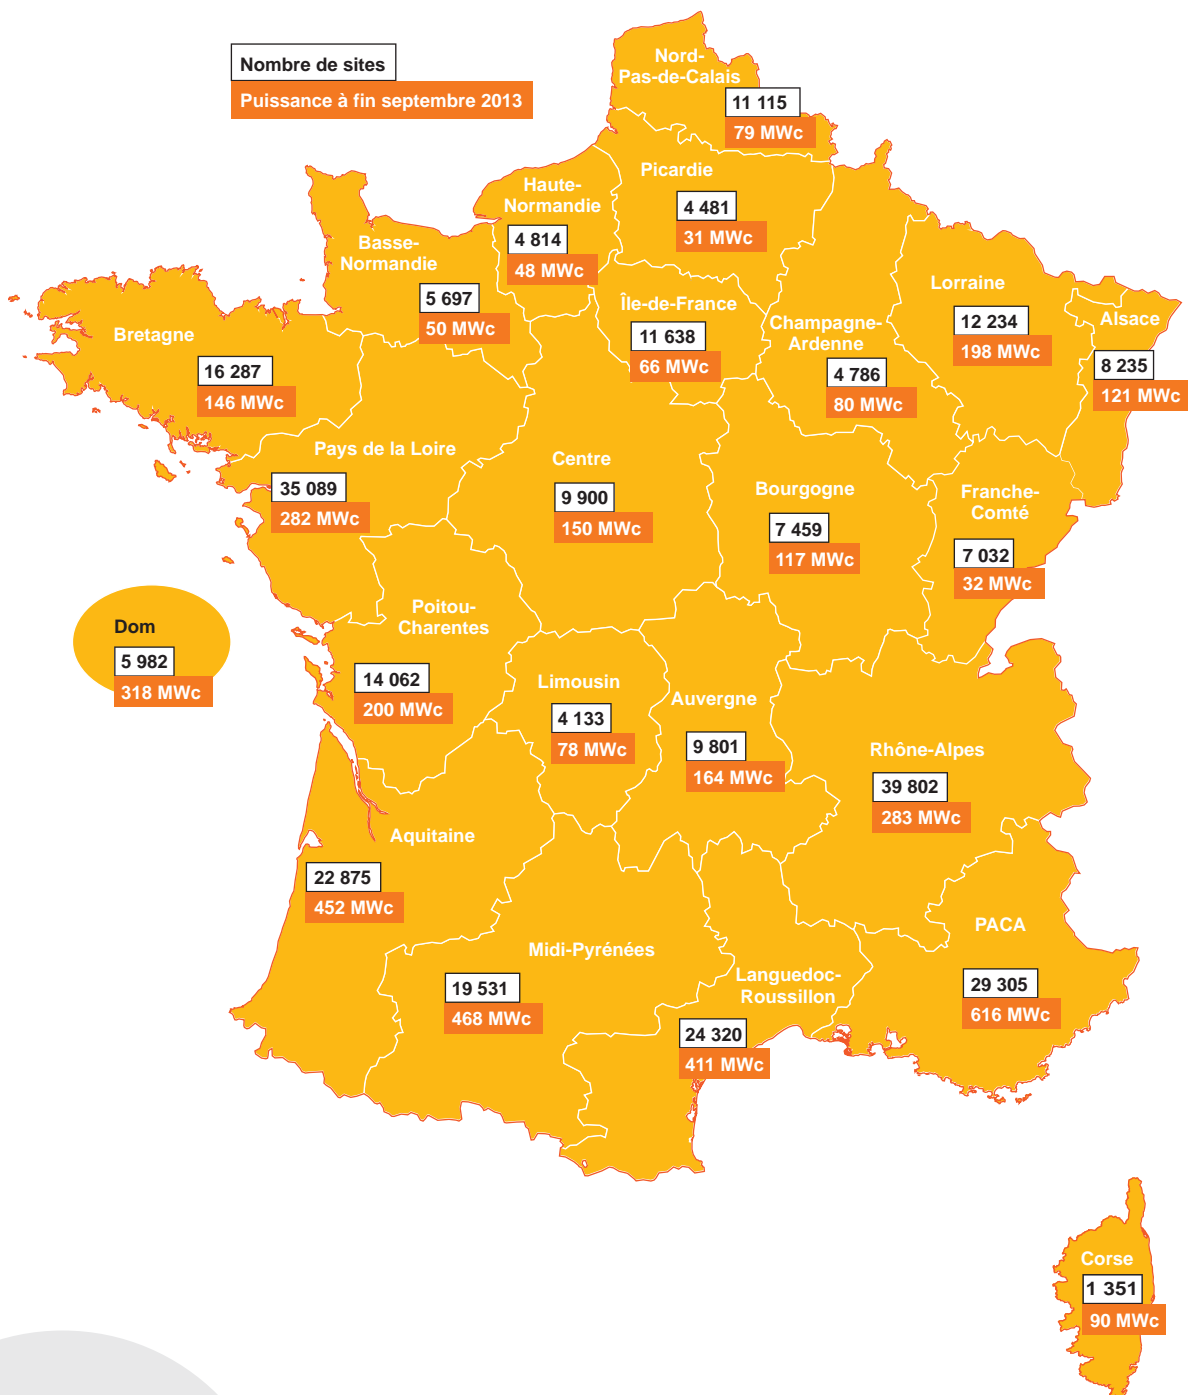 Nombre de sites
Puissance à fin septembre 2013
Nord-
Pas-de-Calais
11 115
79 MWc
Picardie
4 481
31 MWc
Haute-
Normandie
4 814
48 MWc
Basse-
Normandie
5 697
50 MWc
Île-de-France
11 638
66 MWc
Champagne-
Ardenne
4 786
80 MWc
Lorraine
12 234
198 MWc
Alsace
8 235
121 MWc
Bretagne
16 287
146 MWc
Pays de la Loire
35 089
282 MWc
Centre
9 900
150 MWc
Bourgogne
7 459
117 MWc
Franche-
Comté
7 032
32 MWc
Dom
5 982
318 MWc
Poitou-
Charentes
14 062
200 MWc
Limousin
4 133
78 MWc
Auvergne
9 801
164 MWc
Rhône-Alpes
39 802
283 MWc
Aquitaine
22 875
452 MWc
Midi-Pyrénées
19 531
468 MWc
Languedoc-
Roussillon
24 320
411 MWc
PACA
29 305
616 MWc
Corse
1 351
90 MWc